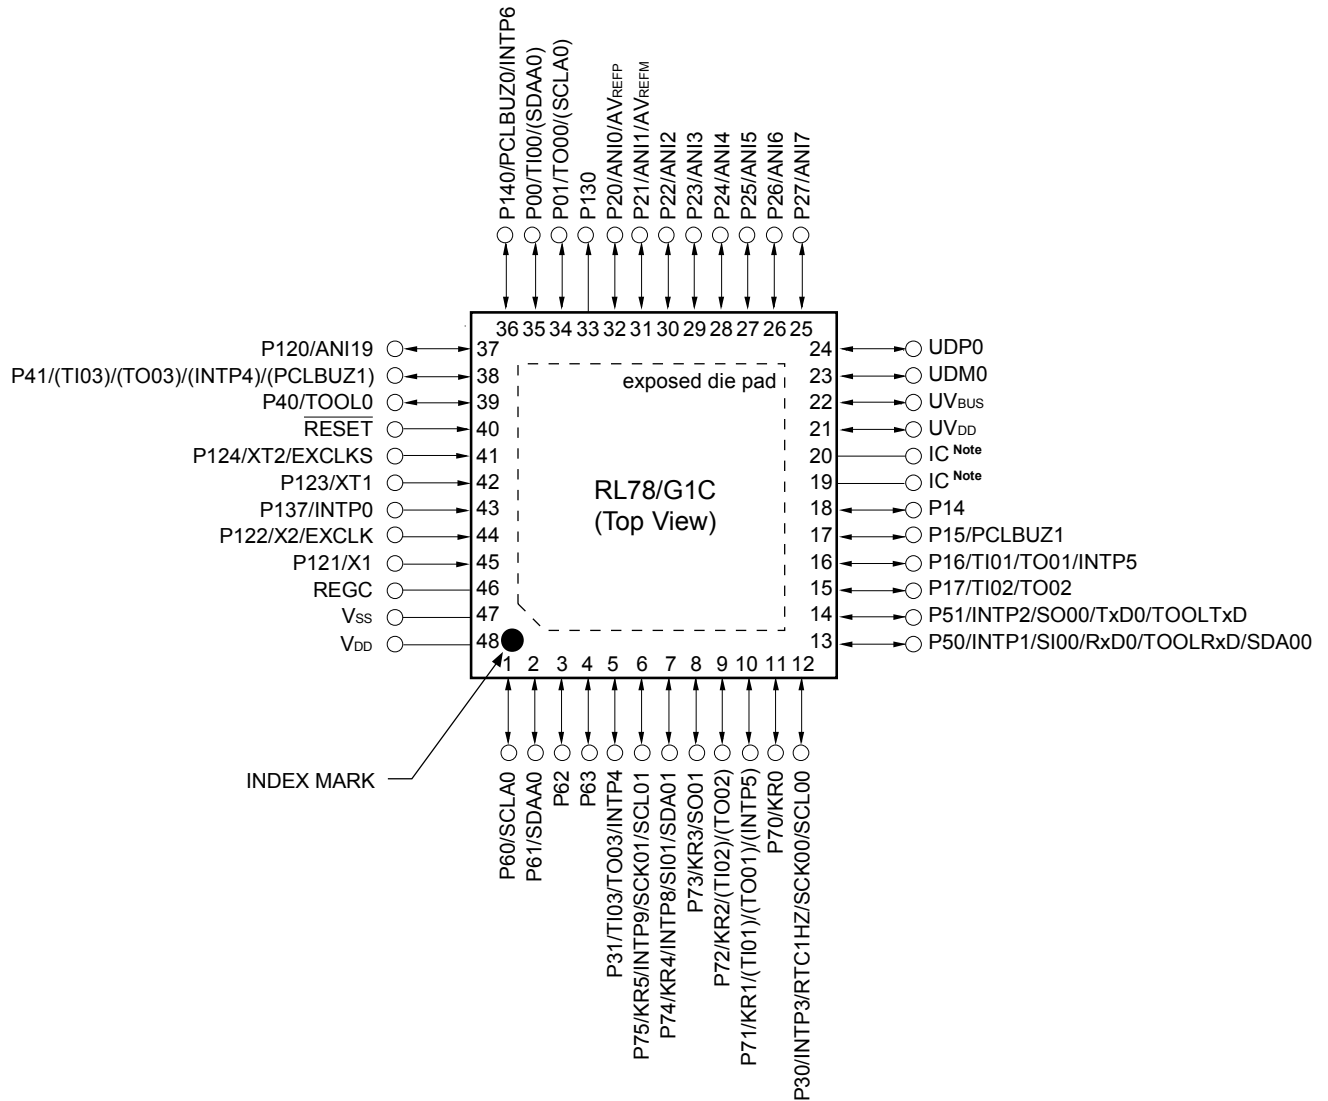 P140/PCLBUZ0/INTP6
P00/TI00/(SDAA0)
P01/TO00/(SCLA0)
P130
P20/ANI0/AVREFP
P21/ANI1/AVREFM
P22/ANI2
P23/ANI3
P24/ANI4
P25/ANI5
P26/ANI6
P27/ANI7
36 35 34 33 32 31 30 29 28 27 26 25
P120/ANI19 37
P41/(TI03)/(TO03)/(INTP4)/(PCLBUZ1) 38
P40/TOOL0 39
RESET 40
P124/XT2/EXCLKS 41
P123/XT1 42
P137/INTP0 43
P122/X2/EXCLK 44
P121/X1 45
REGC 46
VSS 47
VDD 48
exposed die pad
RL78/G1C
(Top View)
24 UDP0
23 UDM0
22 UVBUS
21 UVDD
20 IC Note
19 IC Note
18 P14
17 P15/PCLBUZ1
16 P16/TI01/TO01/INTP5
15 P17/TI02/TO02
14 P51/INTP2/SO00/TxD0/TOOLTxD
13 P50/INTP1/SI00/RxD0/TOOLRxD/SDA00
1 2 3 4 5 6 7 8 9 10 11 12
INDEX MARK
P60/SCLA0
P61/SDAA0
P62
P63
P31/TI03/TO03/INTP4
P75/KR5/INTP9/SCK01/SCL01
P74/KR4/INTP8/SI01/SDA01
P73/KR3/SO01
P72/KR2/(TI02)/(TO02)
P71/KR1/(TI01)/(TO01)/(INTP5)
P70/KR0
P30/INTP3/RTC1HZ/SCK00/SCL00